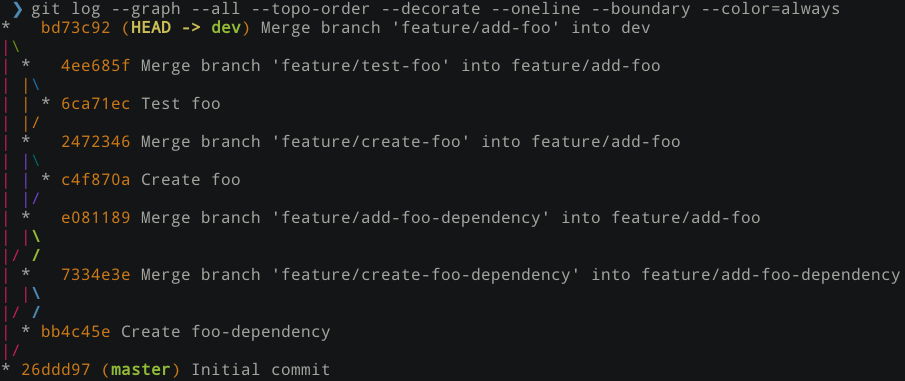 ❯ git log --graph --all --topo-order --decorate --oneline --boundary --color=always
*   bd73c92 (HEAD -> dev) Merge branch 'feature/add-foo' into dev
|\
| *   4ee685f Merge branch 'feature/test-foo' into feature/add-foo
| |\
| | * 6ca71ec Test foo
| |/
| *   2472346 Merge branch 'feature/create-foo' into feature/add-foo
| |\
| | * c4f870a Create foo
| |/
| *   e081189 Merge branch 'feature/add-foo-dependency' into feature/add-foo
| |\
|/ /
| *   7334e3e Merge branch 'feature/create-foo-dependency' into feature/add-foo-dependency
| |\
|/ /
| * bb4c45e Create foo-dependency
|/
* 26ddd97 (master) Initial commit